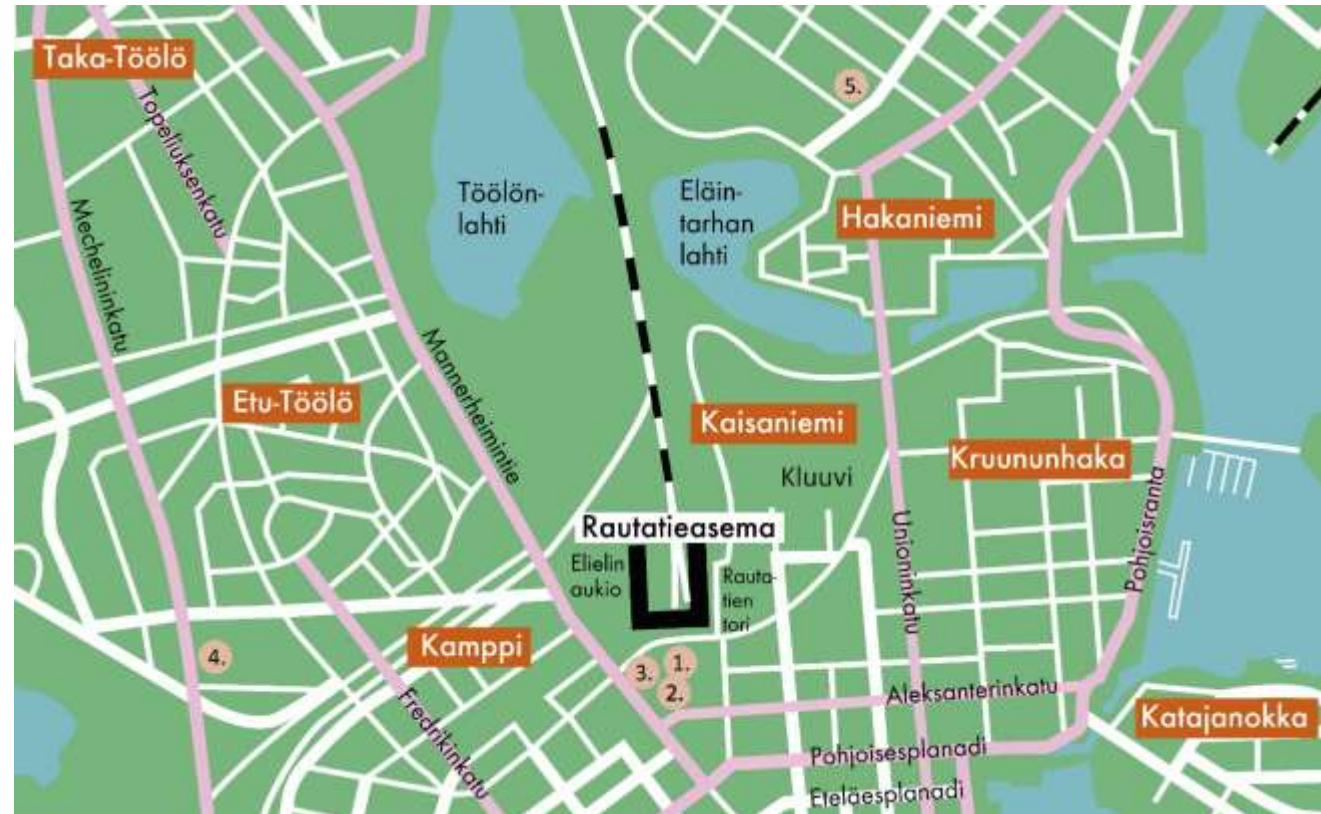 Taka-Töölö
5.
Topeliuksenkatu
Töölön-
lahti
Eläin-
tarhan
lahti
Hakaniemi
Mechelininkatu
Mannerheimintie
Etu-Töölö
Kaisaniemi
Kluuvi
Kruununhaka
Rautatieasema
Elielin
aukio
Rauta-
tien
tori
Unioninkatu
Pohjoisranta
Kamppi
4.
3.
1.
2.
Fredrikinkatu
Aleksanterinkatu
Katajanokka
Pohjoisesplanadi
Eteläesplanadi